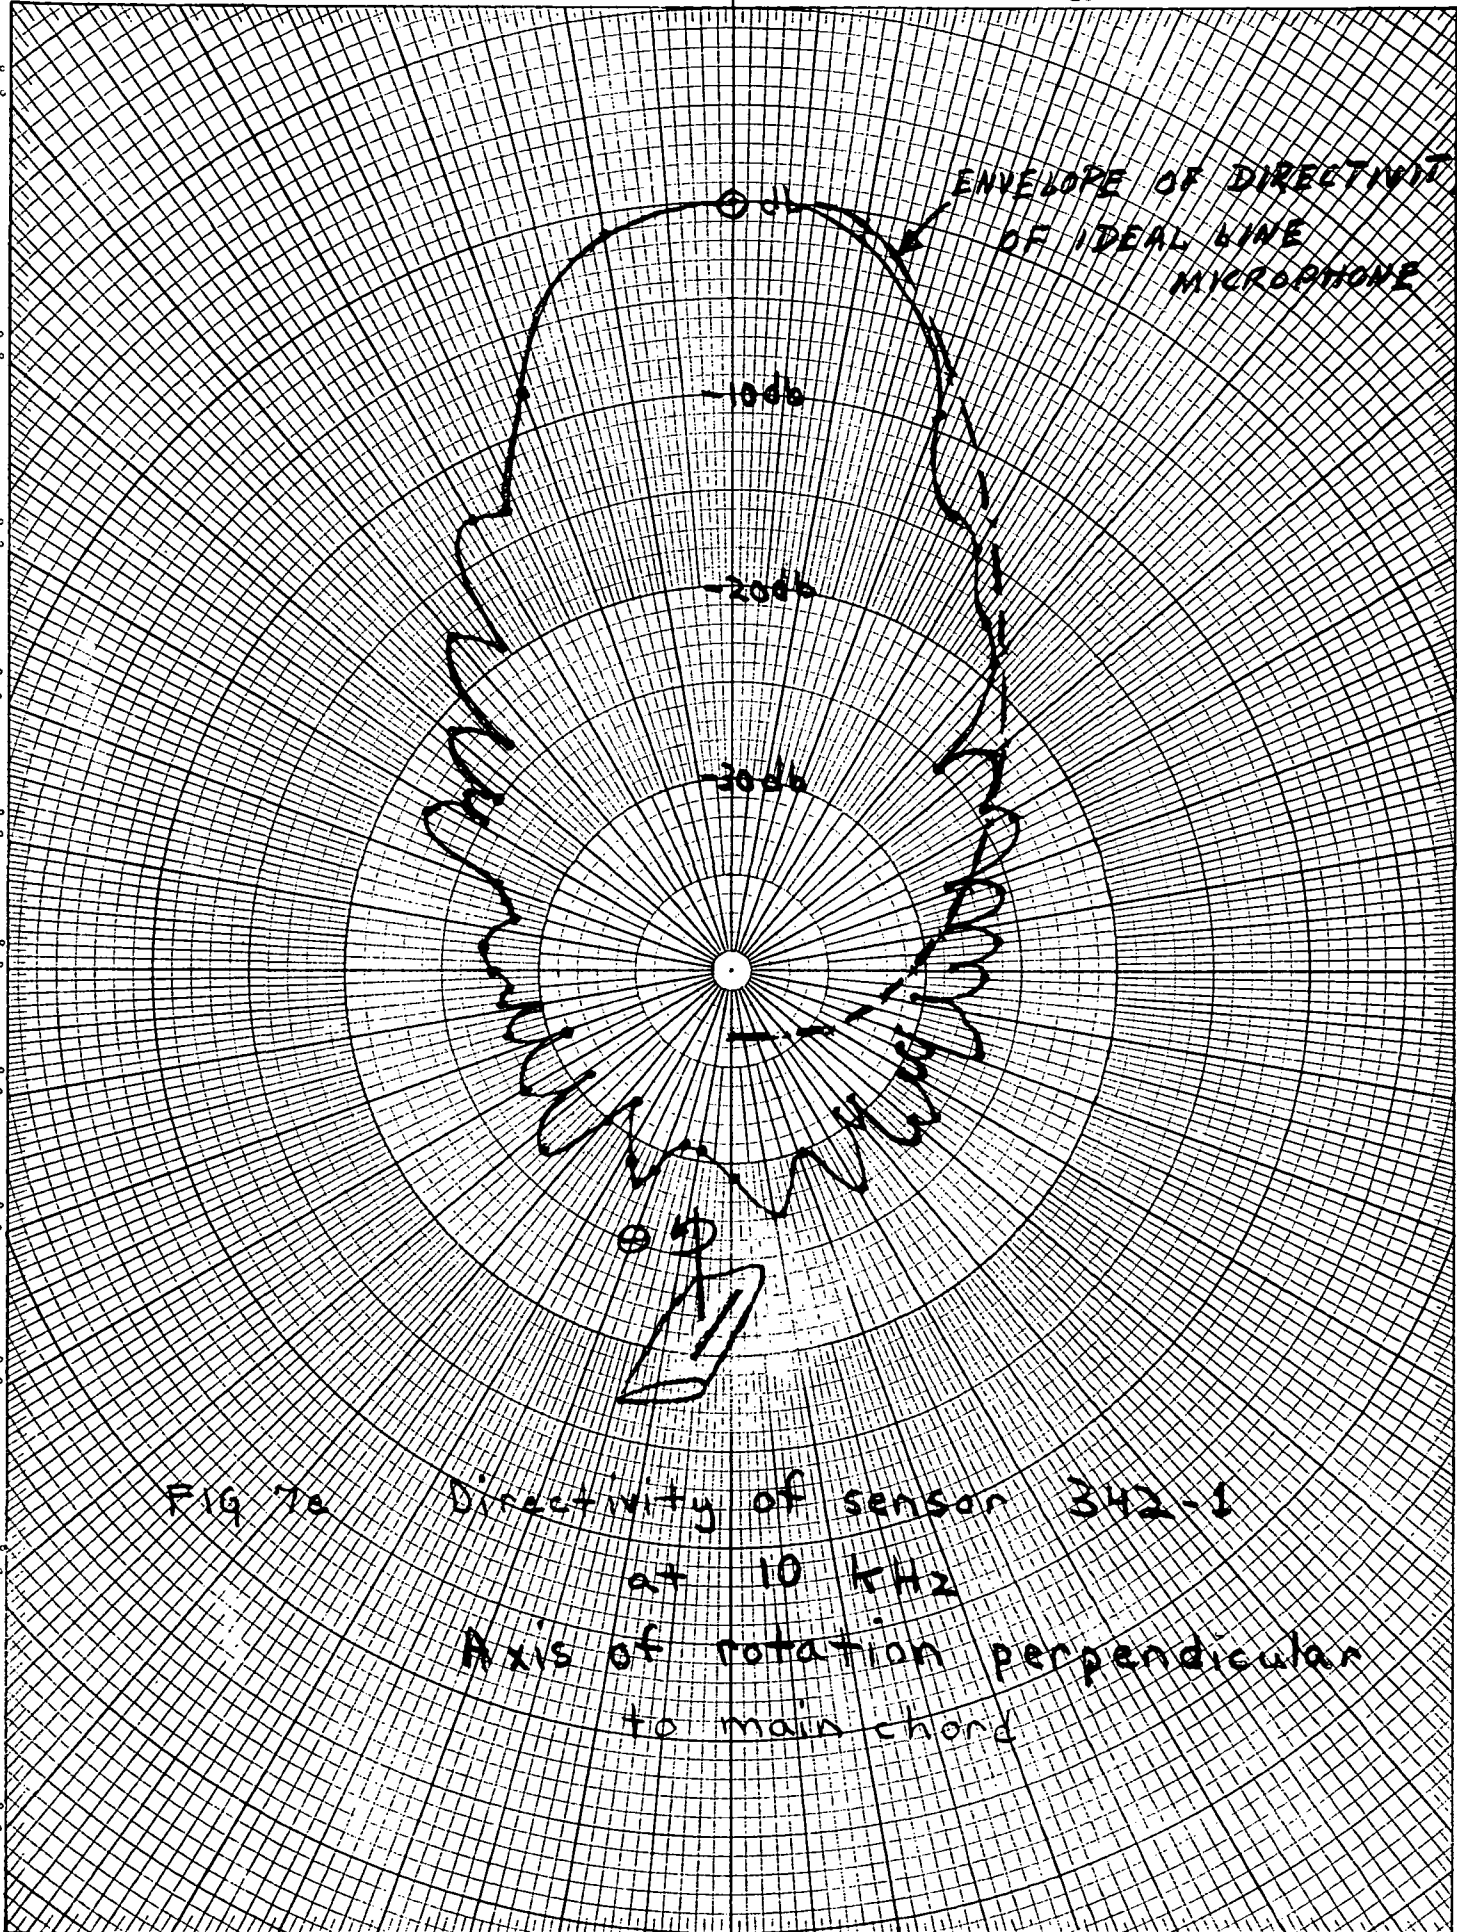 ENVELOPE OF DIRECTIVIT
OF IDEAL LINE
MICROPHONE
0 db
-10db
-20db
-30db
θ
FIG 7a Directivity of sensor 342-1
at 10 kHz
Axis of rotation perpendicular
to main chord